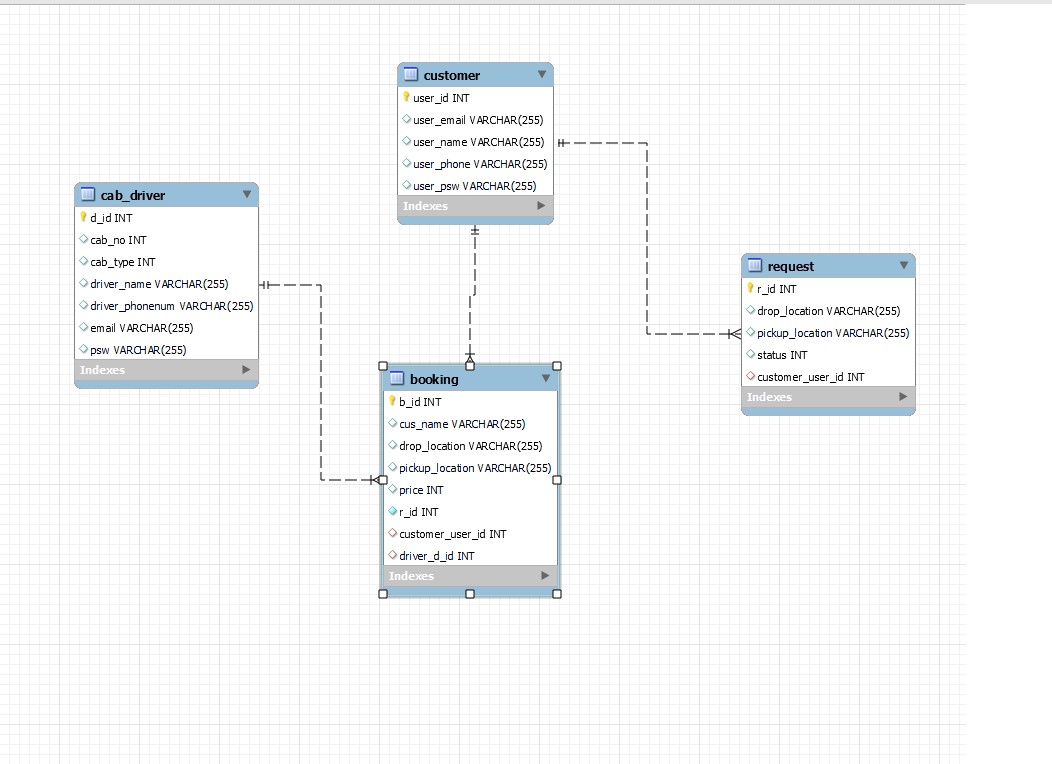 customer
user_id INT
user_email VARCHAR(255)
user_name VARCHAR(255)
user_phone VARCHAR(255)
user_psw VARCHAR(255)
Indexes
cab_driver
d_id INT
cab_no INT
cab_type INT
driver_name VARCHAR(255)
driver_phonenum VARCHAR(255)
email VARCHAR(255)
psw VARCHAR(255)
Indexes
request
r_id INT
drop_location VARCHAR(255)
pickup_location VARCHAR(255)
status INT
customer_user_id INT
Indexes
booking
b_id INT
cus_name VARCHAR(255)
drop_location VARCHAR(255)
pickup_location VARCHAR(255)
price INT
r_id INT
customer_user_id INT
driver_d_id INT
Indexes